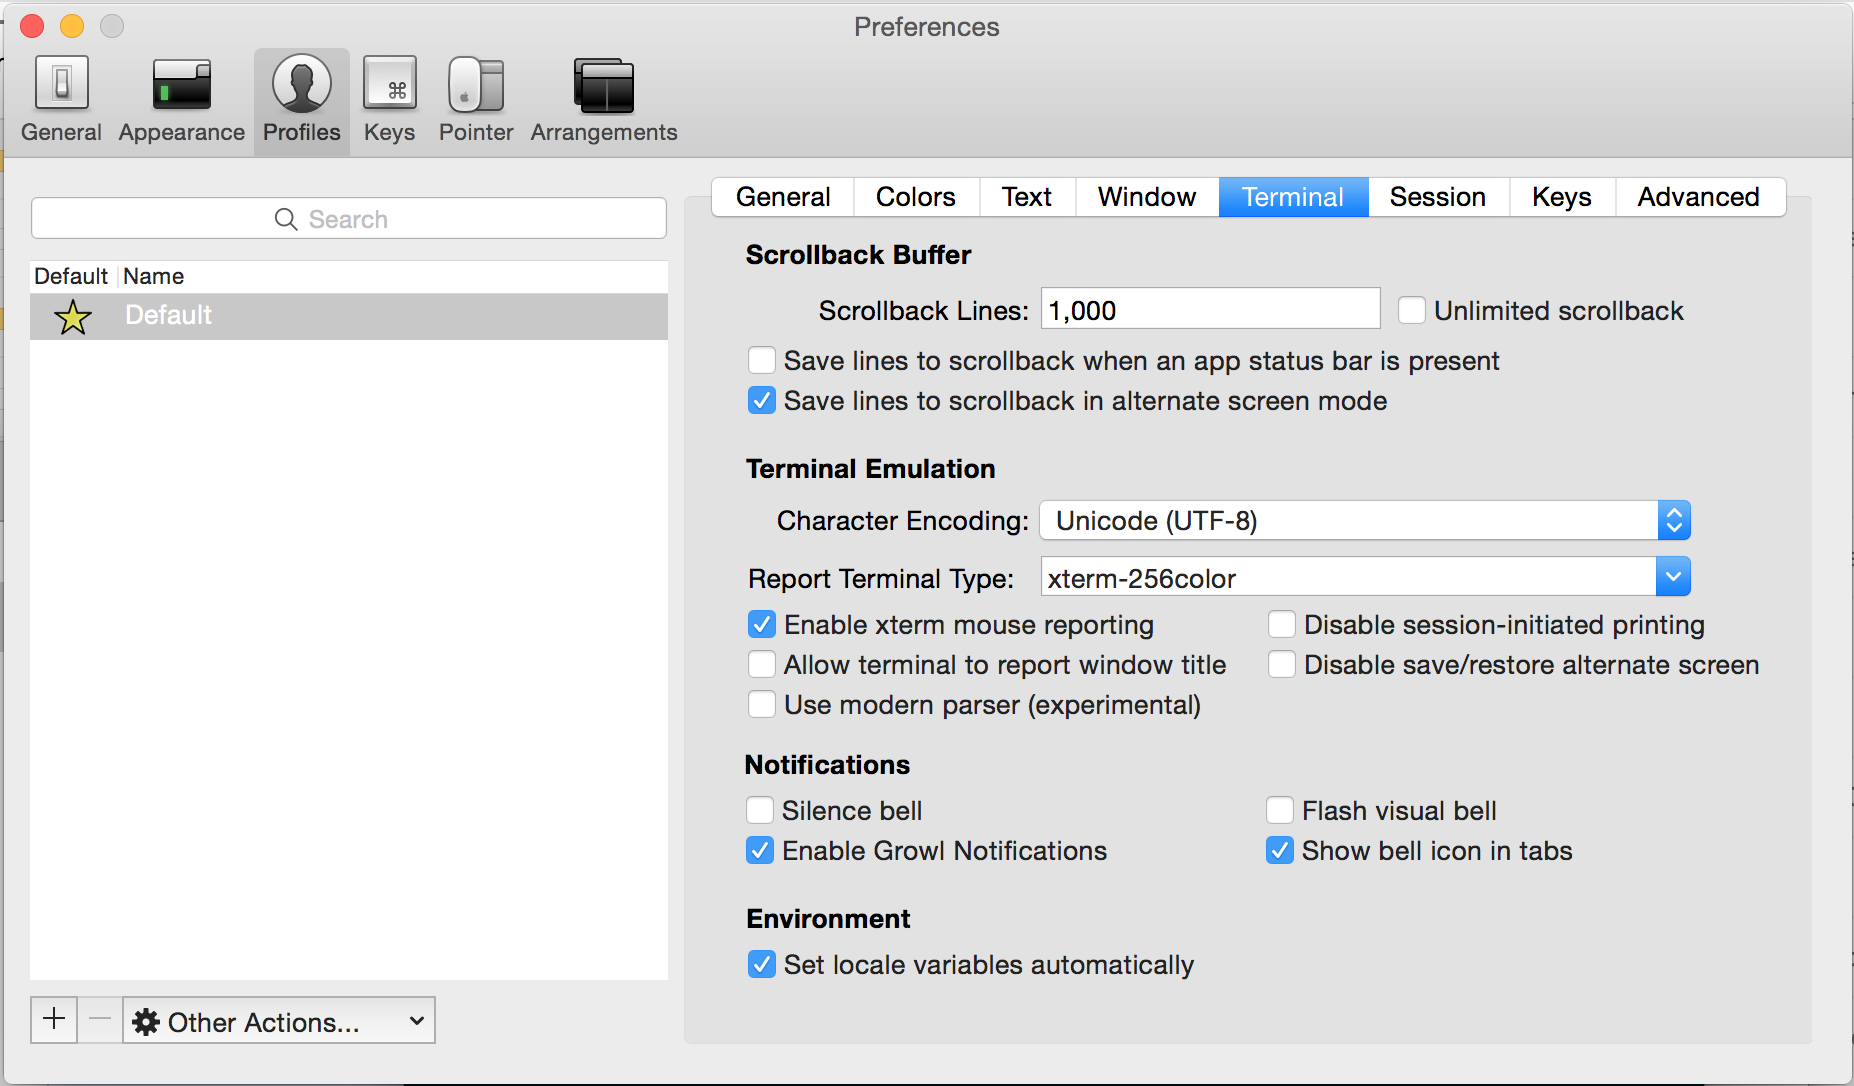 Preferences
General Appearance Profiles Keys Pointer Arrangements
Search
Default Name
Default
General Colors Text Window Terminal Session Keys Advanced
Scrollback Buffer
Scrollback Lines: 1,000 Unlimited scrollback
Save lines to scrollback when an app status bar is present
Save lines to scrollback in alternate screen mode
Terminal Emulation
Character Encoding: Unicode (UTF-8)
Report Terminal Type: xterm-256color
Enable xterm mouse reporting Disable session-initiated printing
Allow terminal to report window title Disable save/restore alternate screen
Use modern parser (experimental)
Notifications
Silence bell Flash visual bell
Enable Growl Notifications Show bell icon in tabs
Environment
Set locale variables automatically
Other Actions...